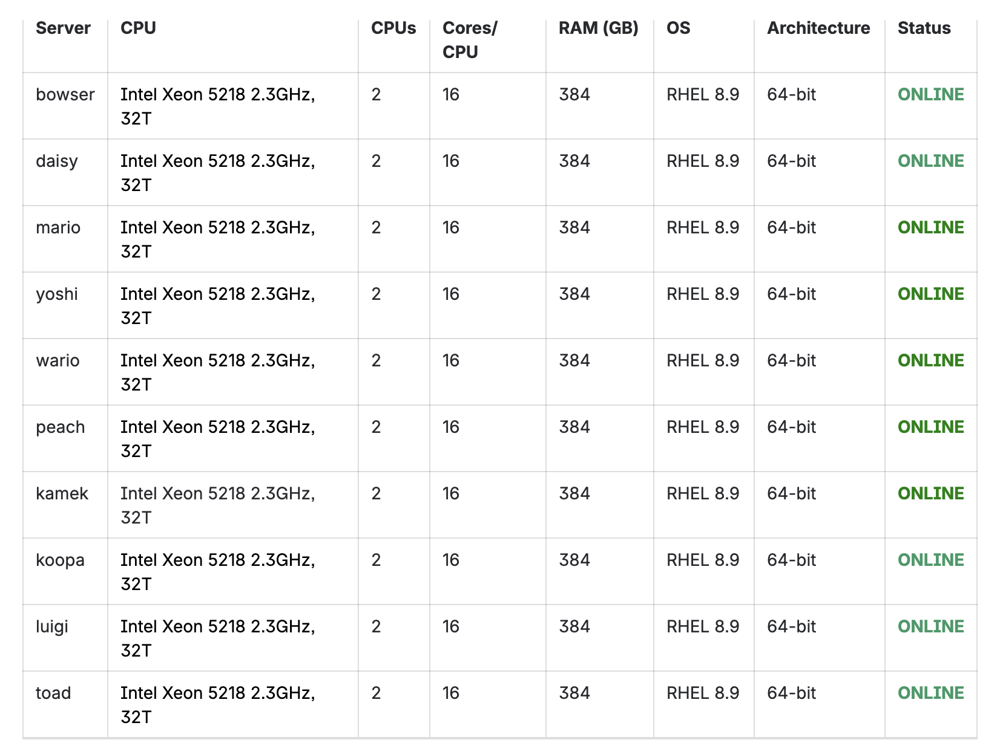 Server CPU CPUs Cores/ RAM (GB) OS Architecture Status
CPU
bowser Intel Xeon 5218 2.3GHz, 2 16 384 RHEL 8.9 64-bit ONLINE
32T
daisy Intel Xeon 5218 2.3GHz, 2 16 384 RHEL 8.9 64-bit ONLINE
32T
mario Intel Xeon 5218 2.3GHz, 2 16 384 RHEL 8.9 64-bit ONLINE
32T
yoshi Intel Xeon 5218 2.3GHz, 2 16 384 RHEL 8.9 64-bit ONLINE
32T
wario Intel Xeon 5218 2.3GHz, 2 16 384 RHEL 8.9 64-bit ONLINE
32T
peach Intel Xeon 5218 2.3GHz, 2 16 384 RHEL 8.9 64-bit ONLINE
32T
kamek Intel Xeon 5218 2.3GHz, 2 16 384 RHEL 8.9 64-bit ONLINE
32T
koopa Intel Xeon 5218 2.3GHz, 2 16 384 RHEL 8.9 64-bit ONLINE
32T
luigi Intel Xeon 5218 2.3GHz, 2 16 384 RHEL 8.9 64-bit ONLINE
32T
toad Intel Xeon 5218 2.3GHz, 2 16 384 RHEL 8.9 64-bit ONLINE
32T